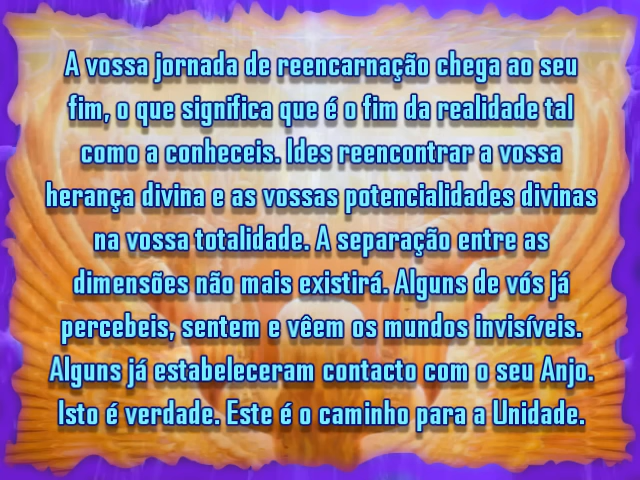 A vossa jornada de reencarnação chega ao seu
fim, o que significa que é o fim da realidade tal
como a conheceis. Ides reencontrar a vossa
herança divina e as vossas potencialidades divinas
na vossa totalidade. A separação entre as
dimensões não mais existirá. Alguns de vós já
percebeis, sentem e vêem os mundos invisíveis.
Alguns já estabeleceram contacto com o seu Anjo.
Isto é verdade. Este é o caminho para a Unidade.